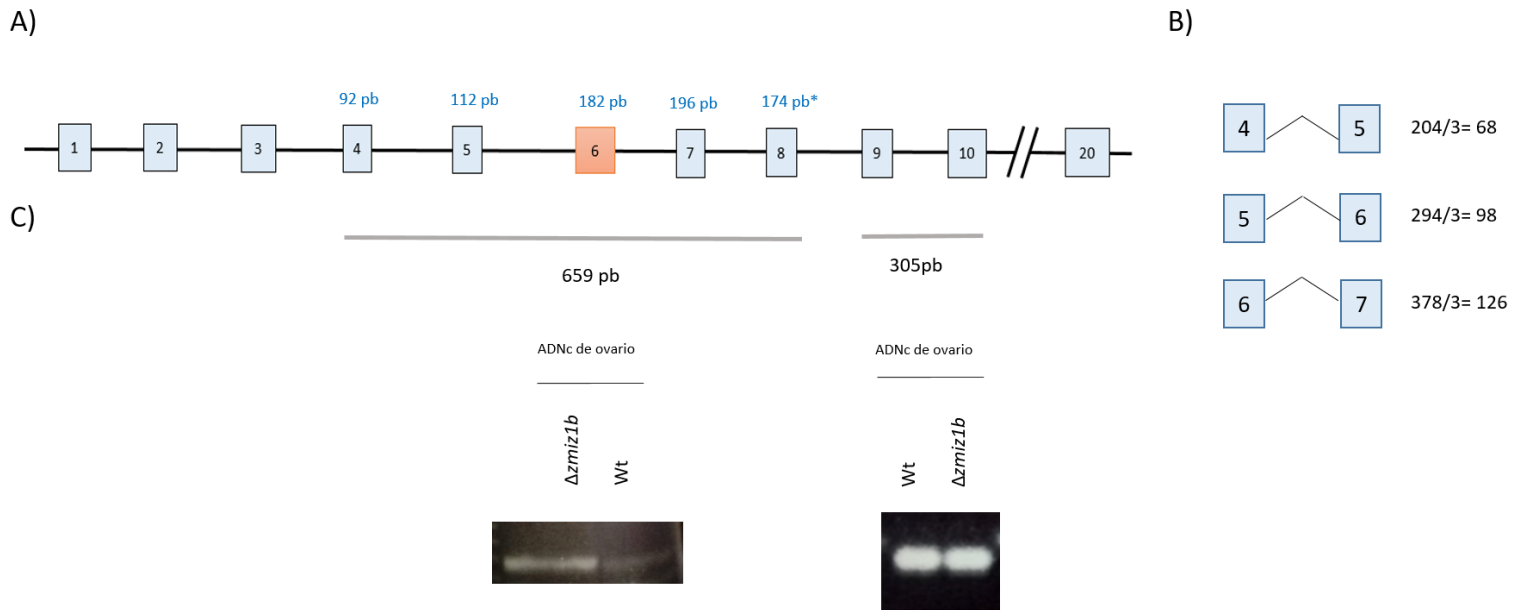 A)
92 pb 112 pb 182 pb 196 pb 174 pb*
1 2 3 4 5 6 7 8 9 10 20
B)
4 5 204/3= 68
5 6 294/3= 98
6 7 378/3= 126
C)
659 pb 305pb
ADNc de ovario ADNc de ovario
Δzmiz1b Wt Wt Δzmiz1b